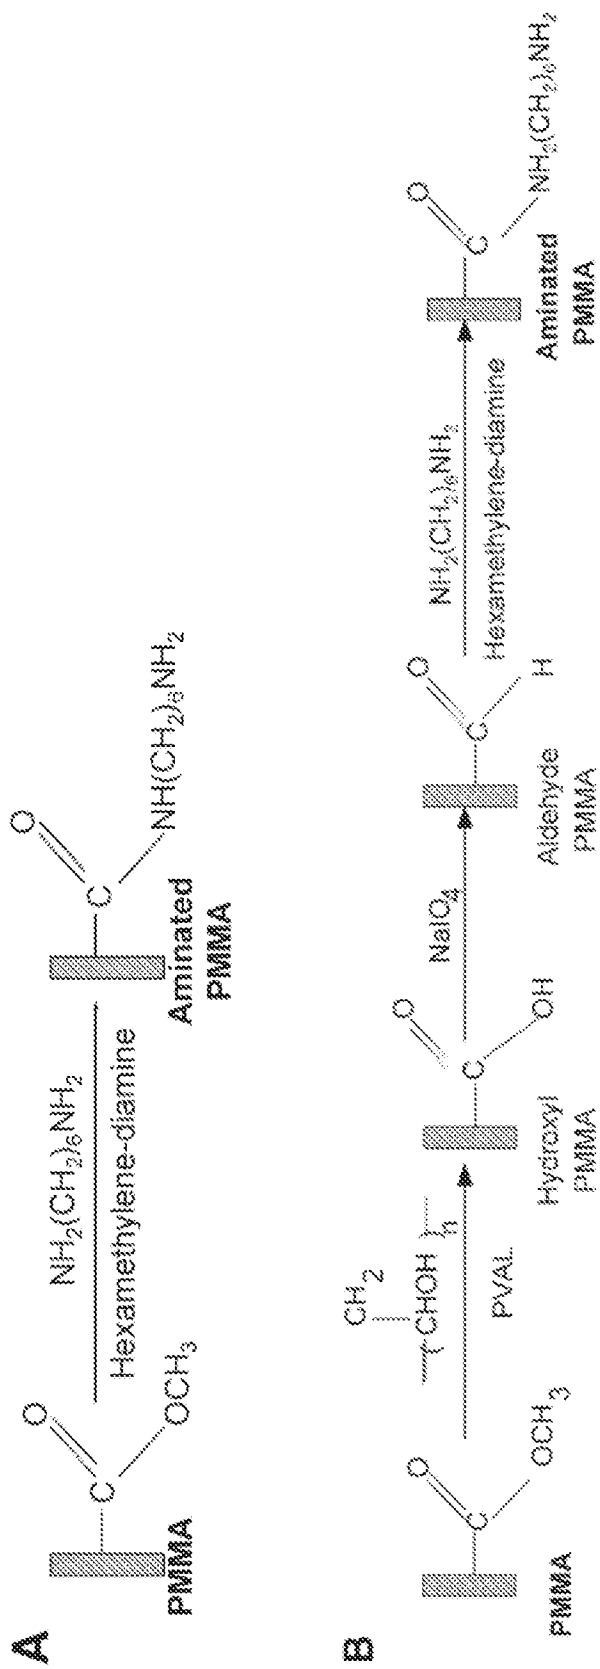 A
PMMA
C
O
OCH3
NH2(CH2)6NH2
Hexamethylene-diamine
Aminated
PMMA
C
O
NH(CH2)6NH2
B
PMMA
C
O
OCH3
CH2
(CHOH)n
PVAL
Hydroxyl
PMMA
C
O
OH
NaIO4
Aldehyde
PMMA
C
O
H
NH2(CH2)6NH2
Hexamethylene-diamine
Aminated
PMMA
C
O
NH2(CH2)6NH2